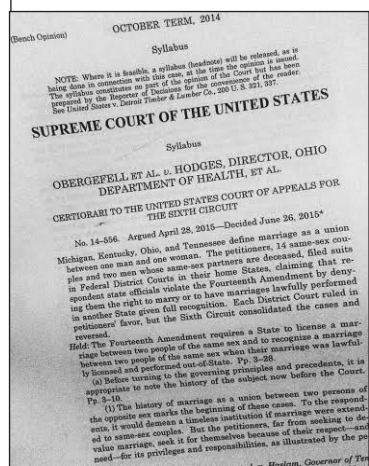 (Bench Opinion)
OCTOBER TERM, 2014
Syllabus
NOTE: Where it is feasible, a syllabus (headnote) will be released, as is
being done in connection with this case, at the time the opinion is issued.
The syllabus constitutes no part of the opinion of the Court but has been
prepared by the Reporter of Decisions for the convenience of the reader.
See United States v. Detroit Timber & Lumber Co., 200 U. S. 321, 337.
SUPREME COURT OF THE UNITED STATES
Syllabus
OBERGEFELL ET AL. v. HODGES, DIRECTOR, OHIO
DEPARTMENT OF HEALTH, ET AL.
CERTIORARI TO THE UNITED STATES COURT OF APPEALS FOR
THE SIXTH CIRCUIT
No. 14–556. Argued April 28, 2015—Decided June 26, 2015*
Michigan, Kentucky, Ohio, and Tennessee define marriage as a union
between one man and one woman. The petitioners, 14 same-sex cou-
ples and two men whose same-sex partners are deceased, filed suits
in Federal District Courts in their home States, claiming that re-
spondent state officials violate the Fourteenth Amendment by deny-
ing them the right to marry or to have marriages lawfully performed
in another State given full recognition. Each District Court ruled in
petitioners' favor, but the Sixth Circuit consolidated the cases and
reversed.
Held: The Fourteenth Amendment requires a State to license a mar-
riage between two people of the same sex and to recognize a marriage
between two people of the same sex when their marriage was lawful-
ly licensed and performed out-of-State. Pp. 3–28.
(a) Before turning to the governing principles and precedents, it is
appropriate to note the history of the subject now before the Court.
Pp. 3–10.
(1) The history of marriage as a union between two persons of
the opposite sex marks the beginning of these cases. To the respond-
ents, it would demean a timeless institution if marriage were extend-
ed to same-sex couples. But the petitioners, far from seeking to de-
value marriage, seek it for themselves because of their respect—and
need—for its privileges and responsibilities, as illustrated by the pe
Haslam, Governor of Ten